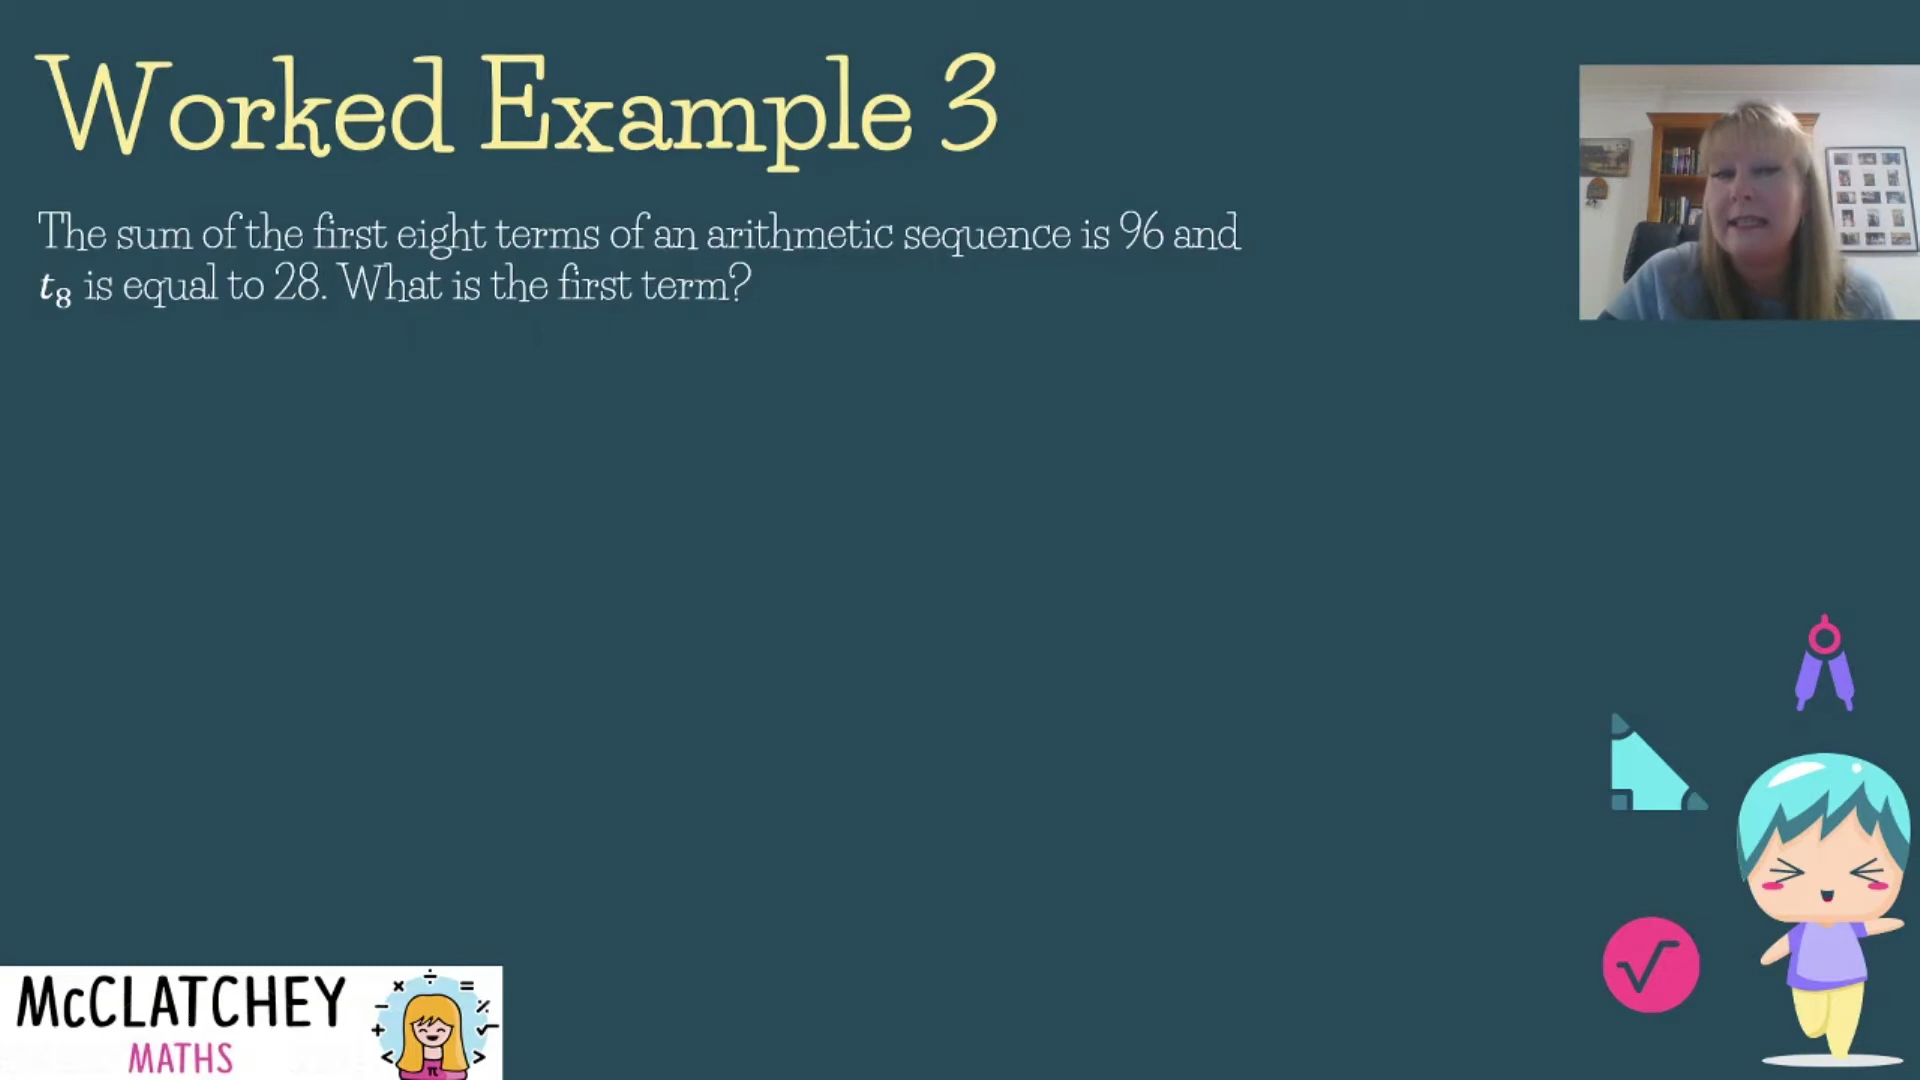 Worked Example 3
The sum of the first eight terms of an arithmetic sequence is 96 and
t₈ is equal to 28. What is the first term?
McCLATCHEY
MATHS